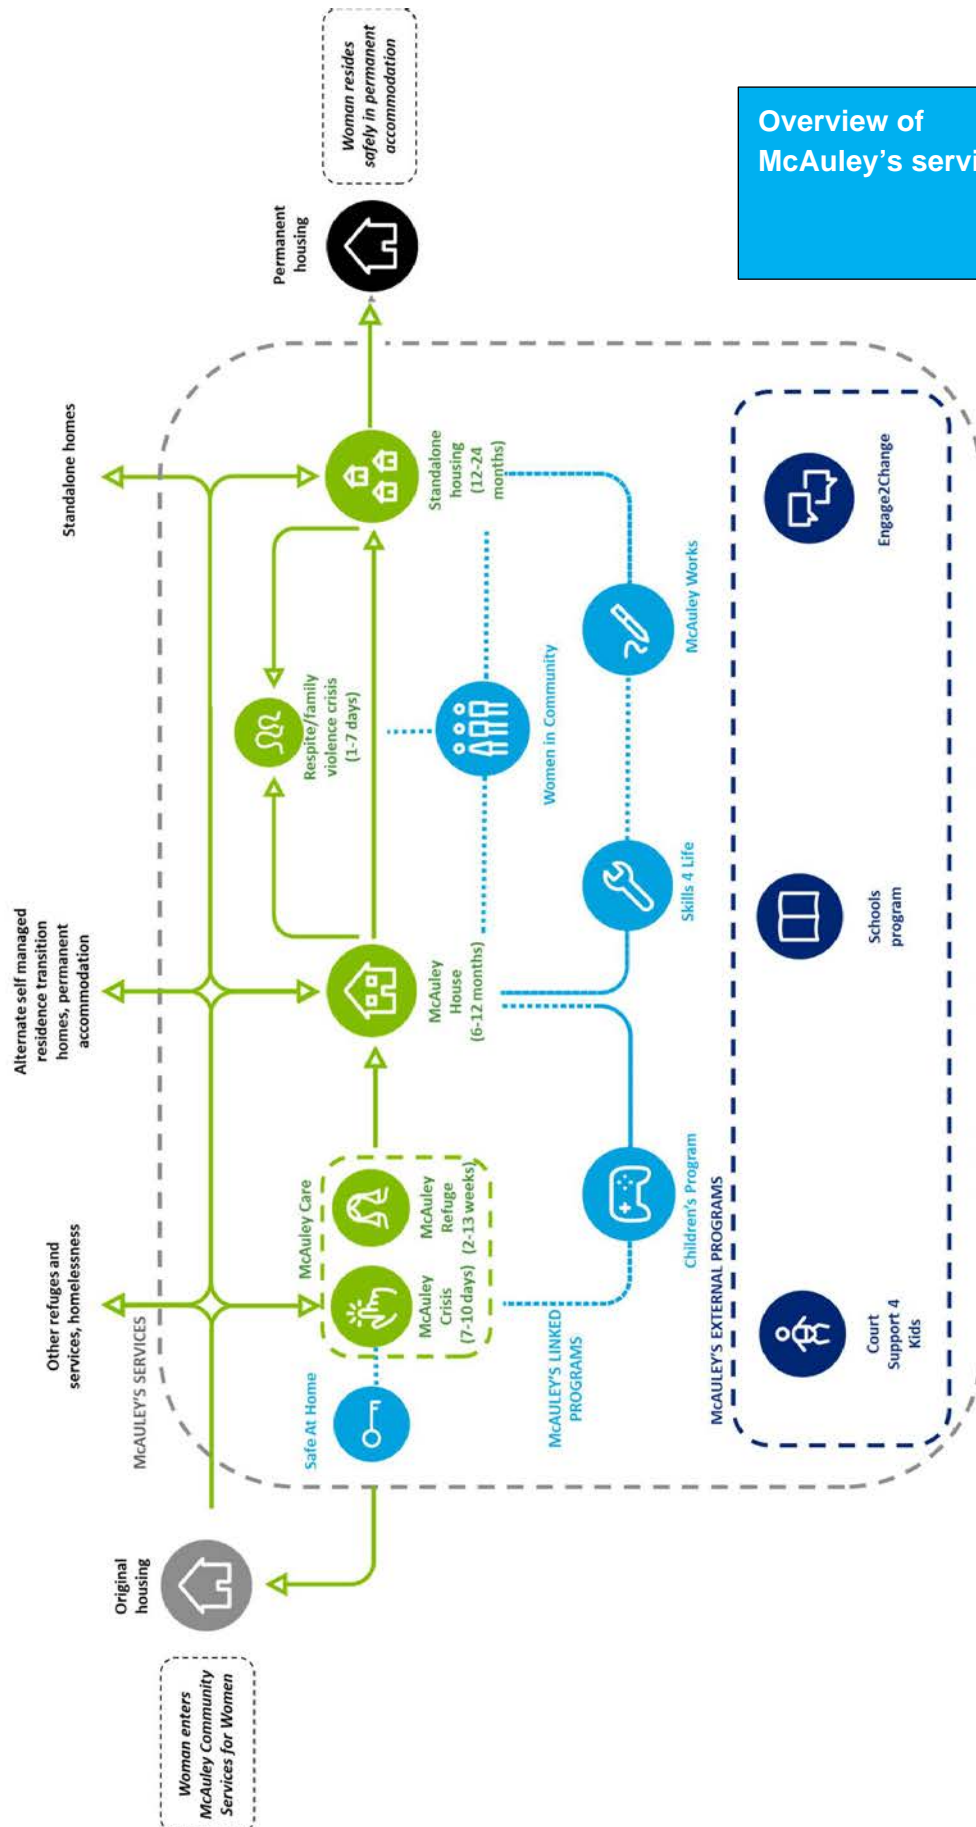 Overview of
McAuley's servi
Woman enters
McAuley Community
Services for Women
Original
housing
Other refuges and
services, homelessness
Alternate self managed
residence transition
homes, permanent
accommodation
Standalone homes
Permanent
housing
Woman resides
safely in permanent
accommodation
McAULEY'S SERVICES
Safe At Home
McAuley Care
McAuley
Crisis
(7-10 days)
McAuley
Refuge
(2-13 weeks)
McAuley
House
(6-12 months)
Respite/family
violence crisis
(1-7 days)
Standalone
housing
(12-24
months)
McAULEY'S LINKED
PROGRAMS
Children's Program
Women in Community
Skills 4 Life
McAuley Works
McAULEY'S EXTERNAL PROGRAMS
Court
Support 4
Kids
Schools
program
Engage2Change